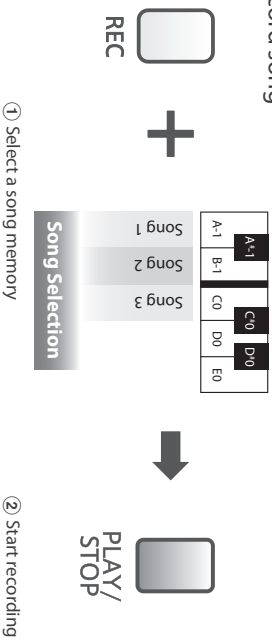 song
REC
+
A♯-1 C♯0 D♯0
A-1 B-1 C0 D0 E0
Song 1 Song 2 Song 3
Song Selection
PLAY/
STOP
① Select a song memory
② Start recording